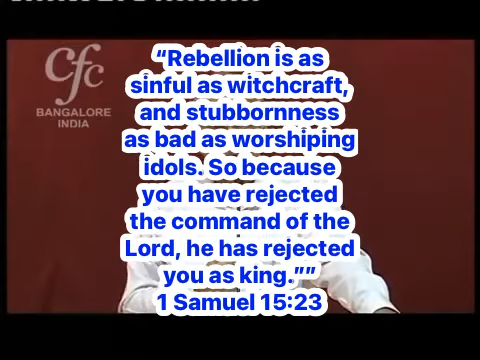 cfc
BANGALORE
INDIA
“Rebellion is as
sinful as witchcraft,
and stubbornness
as bad as worshiping
idols. So because
you have rejected
the command of the
Lord, he has rejected
you as king.””
1 Samuel 15:23